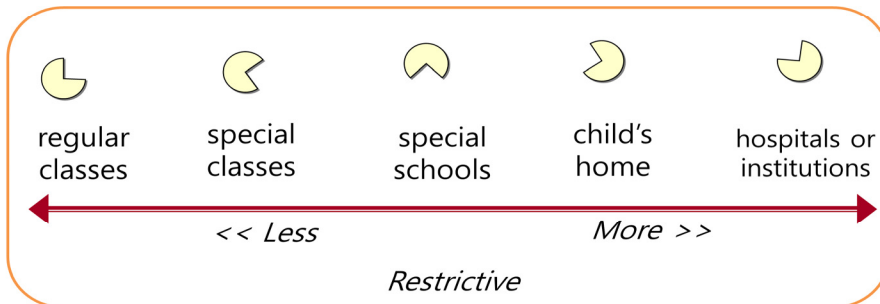 regular
classes
special
classes
special
schools
child's
home
hospitals or
institutions
<< Less
More >>
Restrictive